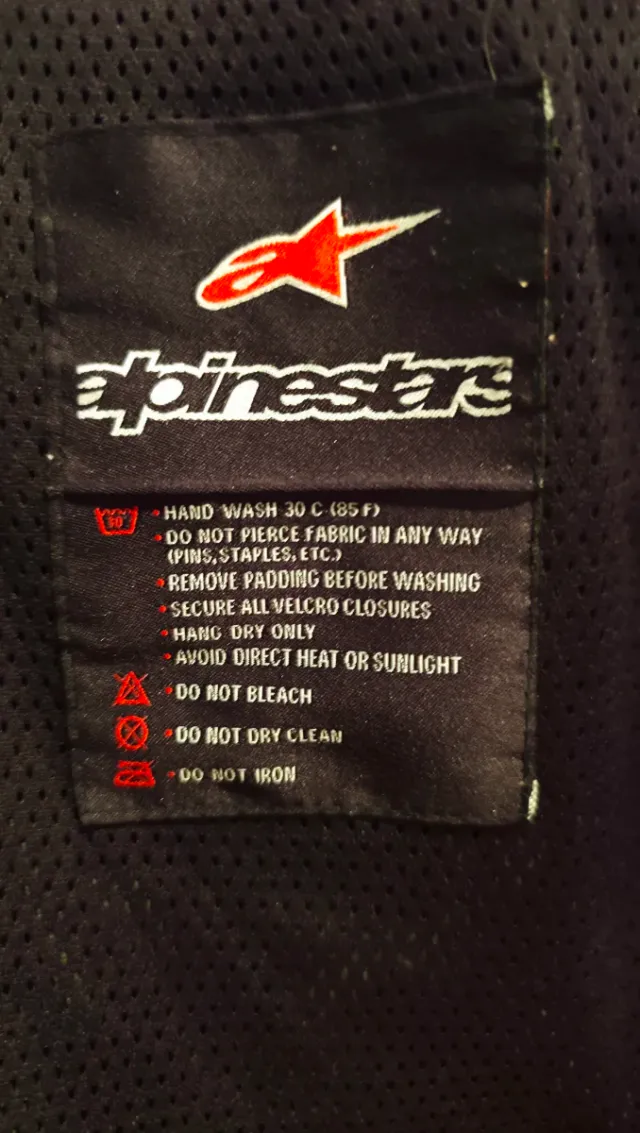 alpinestars
30°
• HAND WASH 30 C (85 F)
• DO NOT PIERCE FABRIC IN ANY WAY
(PINS, STAPLES, ETC.)
• REMOVE PADDING BEFORE WASHING
• SECURE ALL VELCRO CLOSURES
• HANG DRY ONLY
• AVOID DIRECT HEAT OR SUNLIGHT
• DO NOT BLEACH
• DO NOT DRY CLEAN
• DO NOT IRON